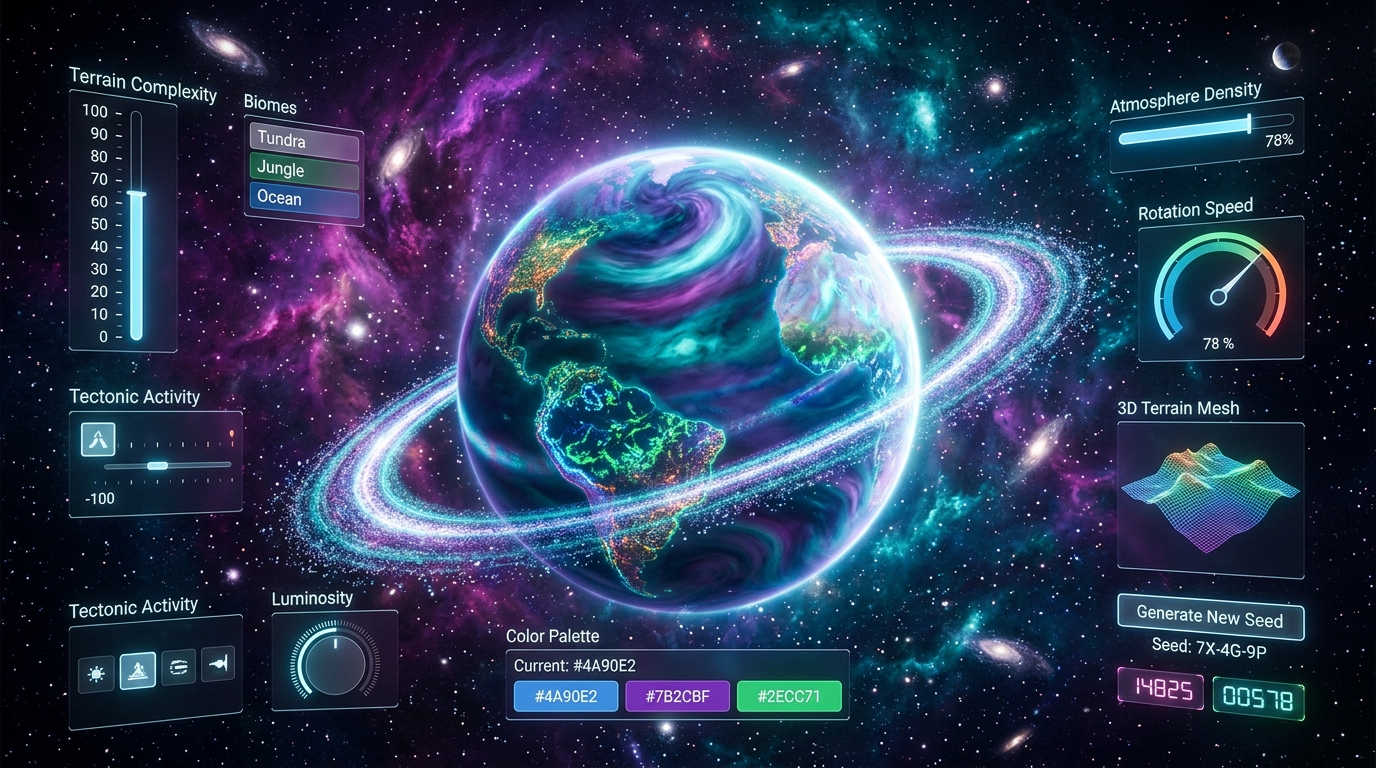 Terrain Complexity
100
90
80
70
60
50
40
30
20
10
0
Biomes
Tundra
Jungle
Ocean
Tectonic Activity
-100
Tectonic Activity
Luminosity
Color Palette
Current: #4A90E2
#4A90E2
#7B2CBF
#2ECC71
Atmosphere Density
78%
Rotation Speed
78 %
3D Terrain Mesh
Generate New Seed
Seed: 7X-4G-9P
14825
00578